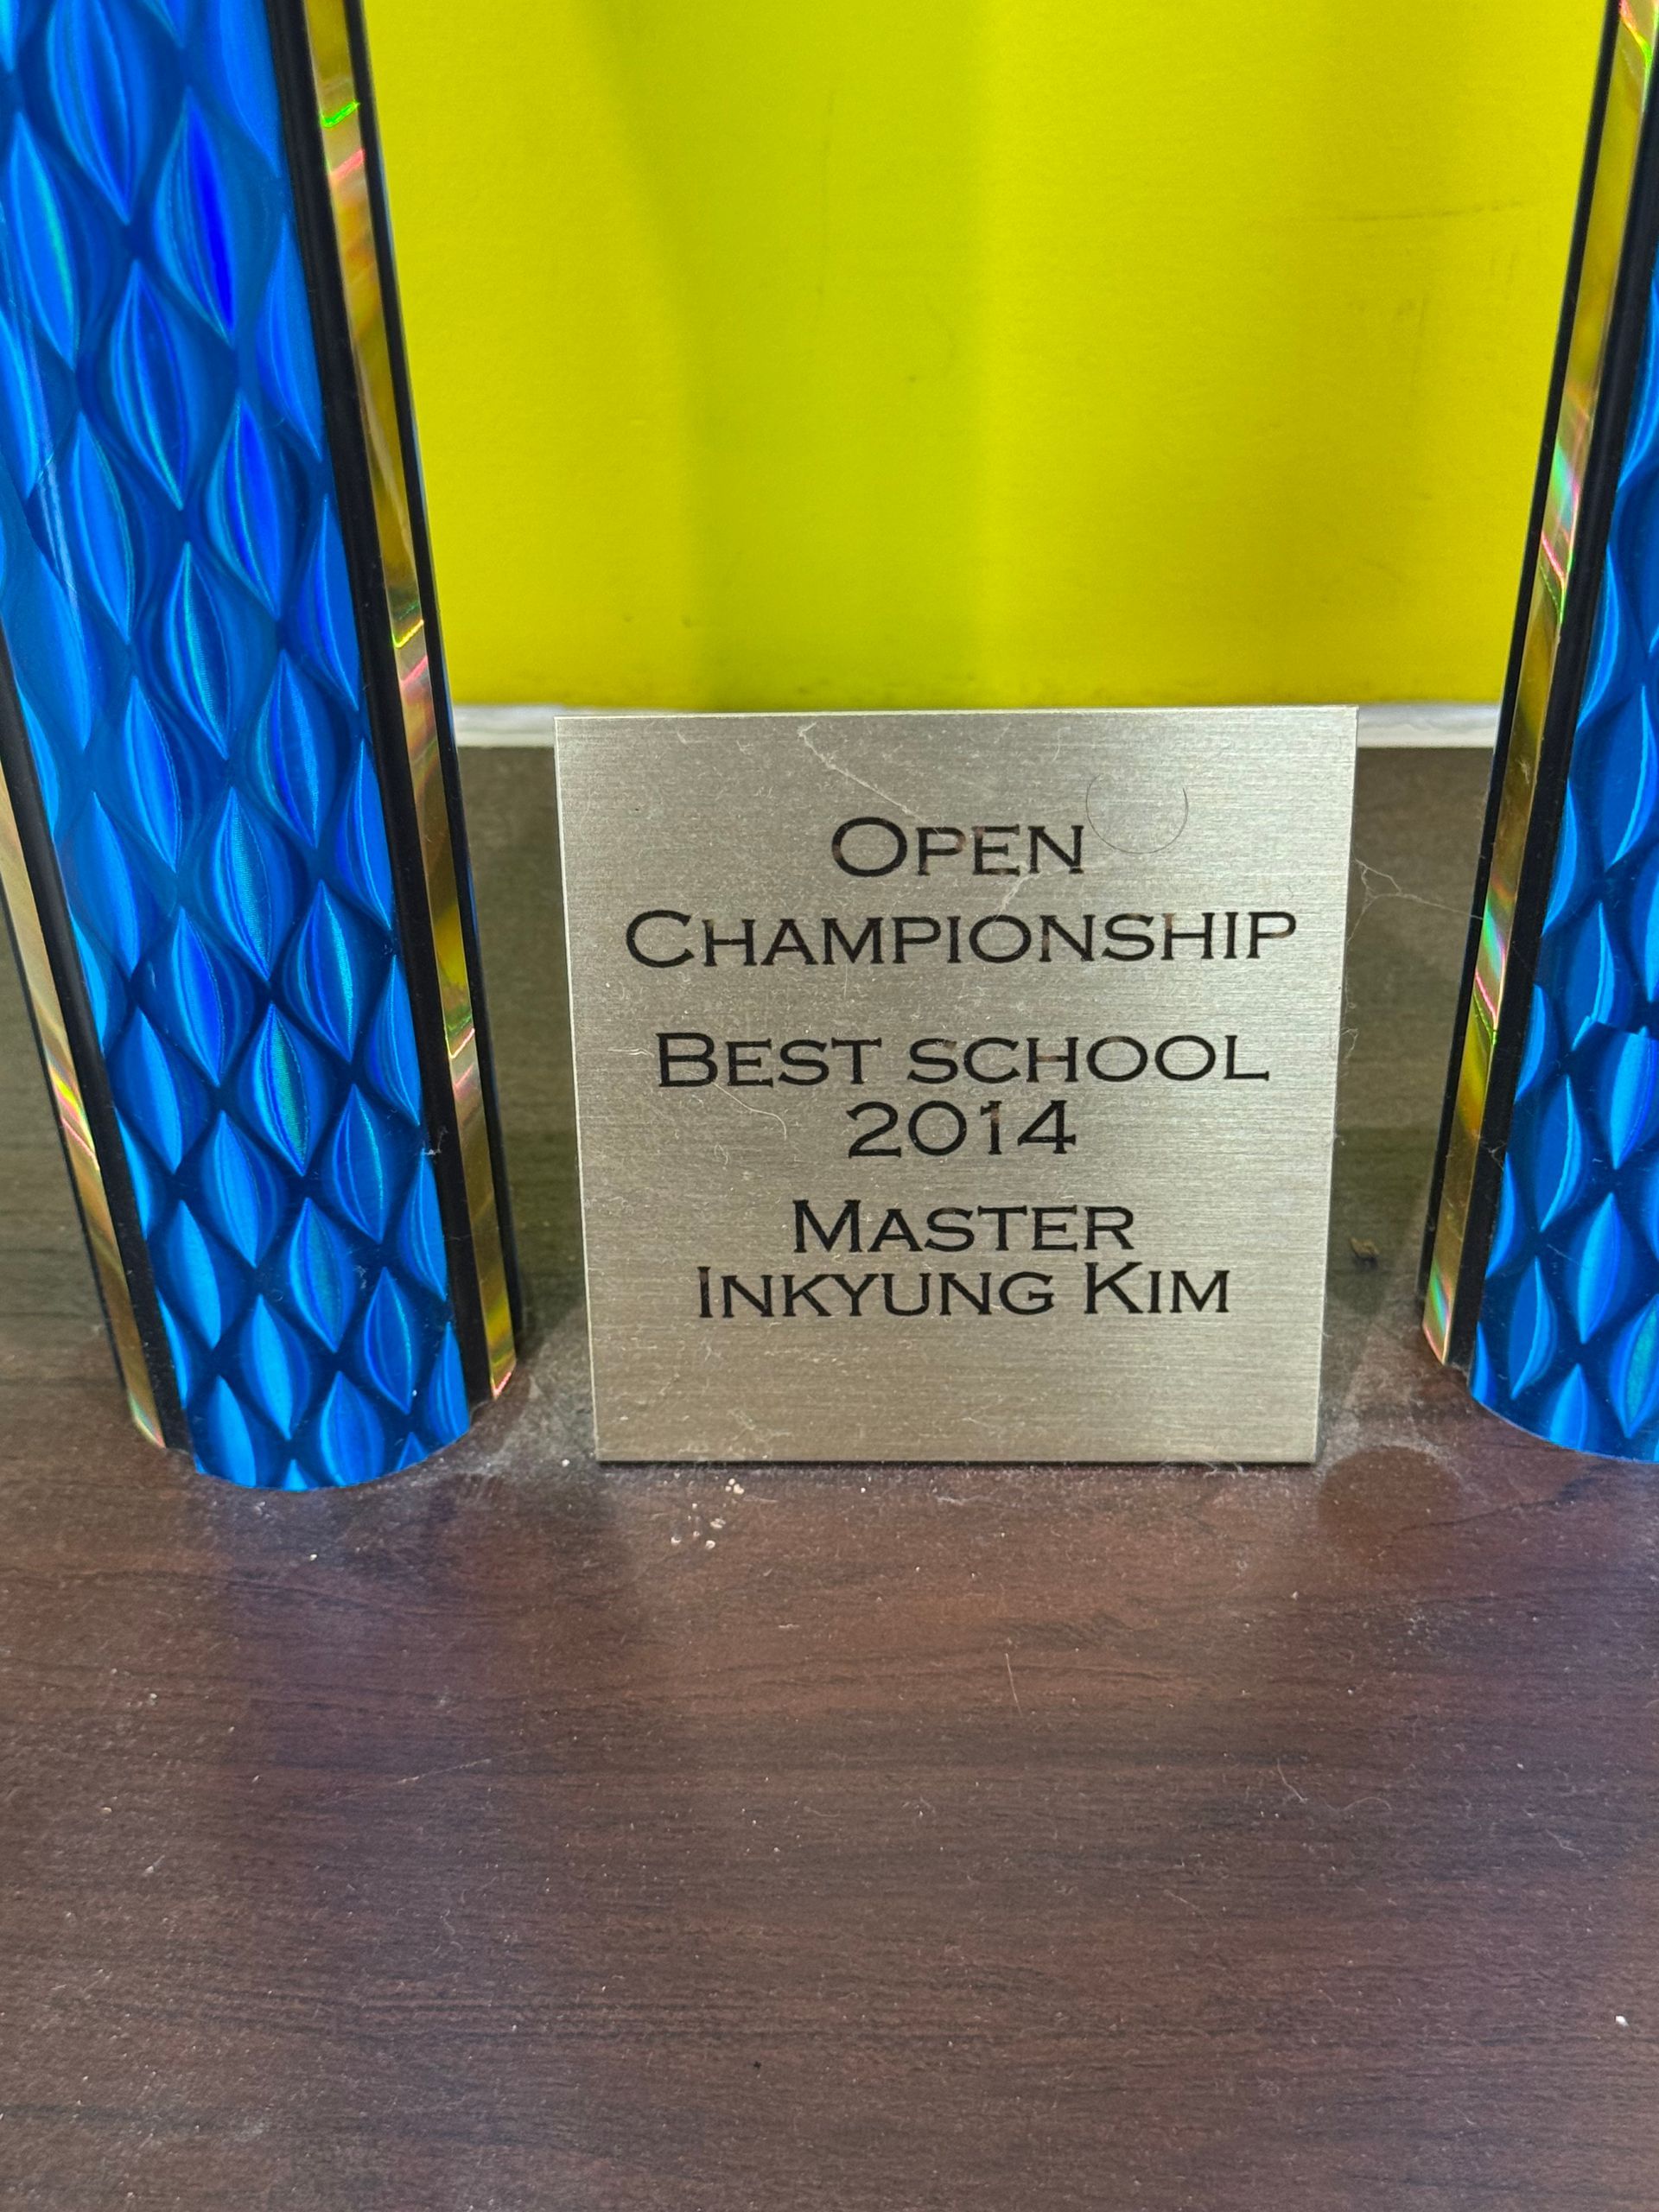 OPEN
CHAMPIONSHIP
BEST SCHOOL
2014
MASTER
INKYUNG KIM